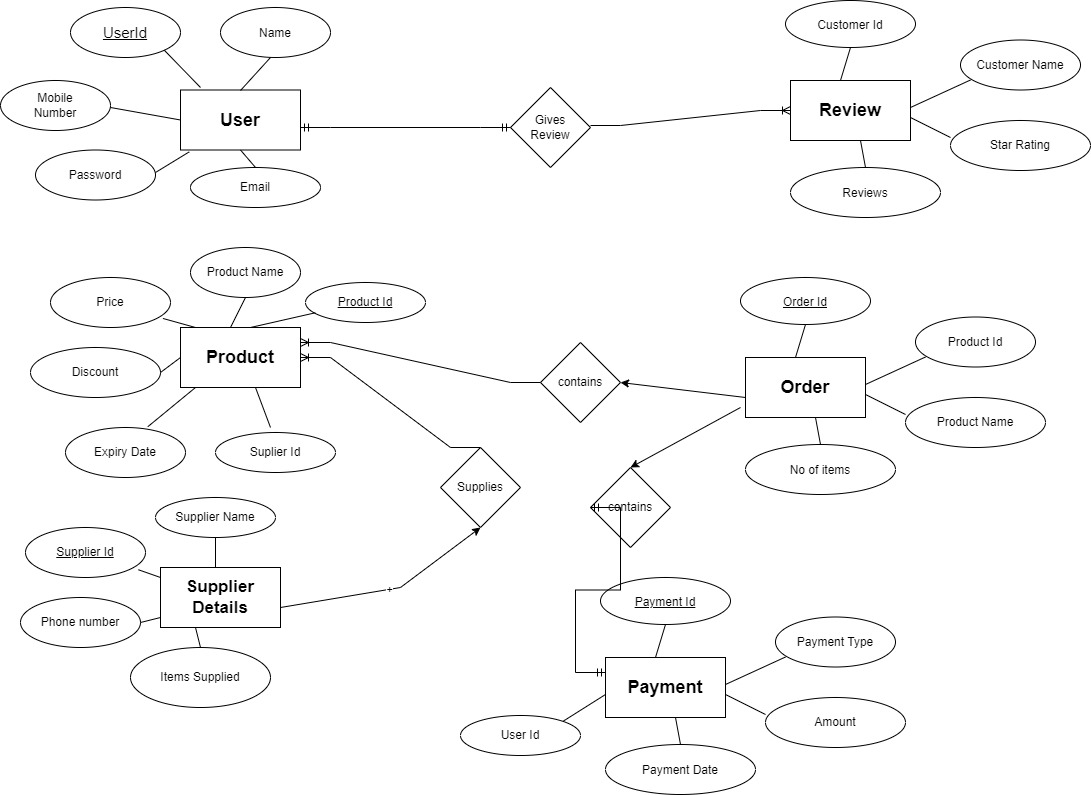 UserId
Name
Customer Id
Mobile
Number
User
Gives
Review
Review
Customer Name
Star Rating
Password
Email
Reviews
Product Name
Price
Product Id
Order Id
Product
Discount
contains
Order
Product Id
Product Name
Expiry Date
Suplier Id
No of items
Supplies
contains
Supplier Name
Supplier Id
Supplier
Details
Phone number
Items Supplied
Payment Id
Payment Type
Payment
User Id
Amount
Payment Date